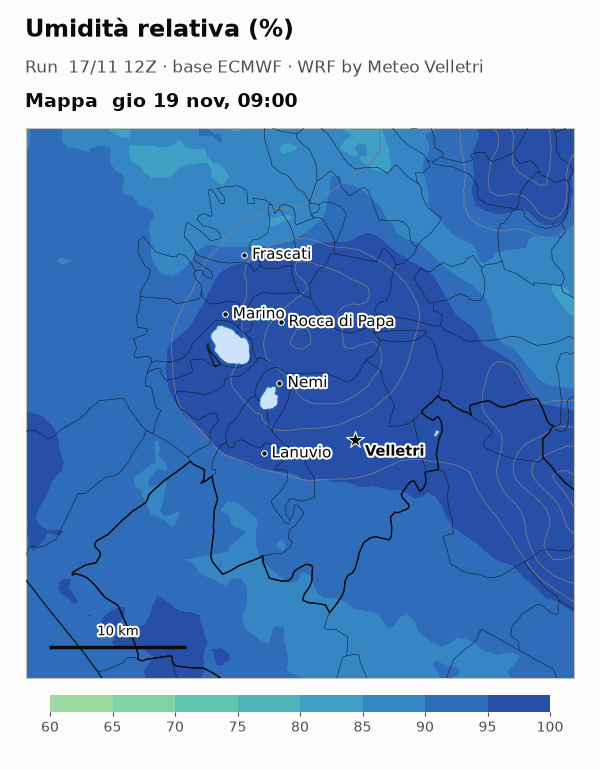 Umidità relativa (%)
Run  17/11 12Z · base ECMWF · WRF by Meteo Velletri
Mappa  gio 19 nov, 09:00
Frascati
Marino
Rocca di Papa
Nemi
Lanuvio
Velletri
10 km
60 65 70 75 80 85 90 95 100